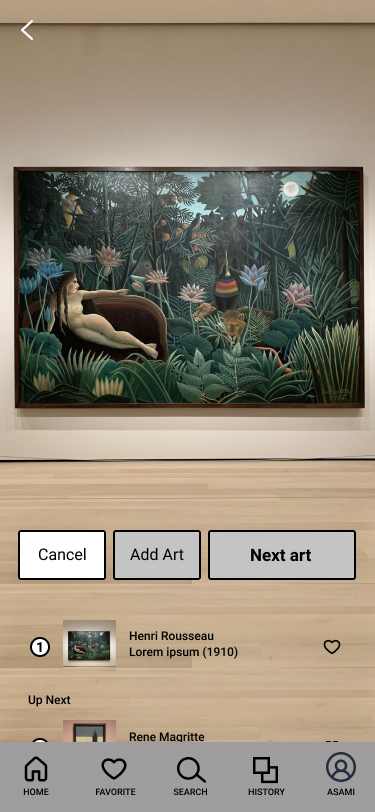 Cancel
Add Art
Next art
1
Henri Rousseau
Lorem ipsum (1910)
Up Next
Rene Magritte
HOME
FAVORITE
SEARCH
HISTORY
ASAMI